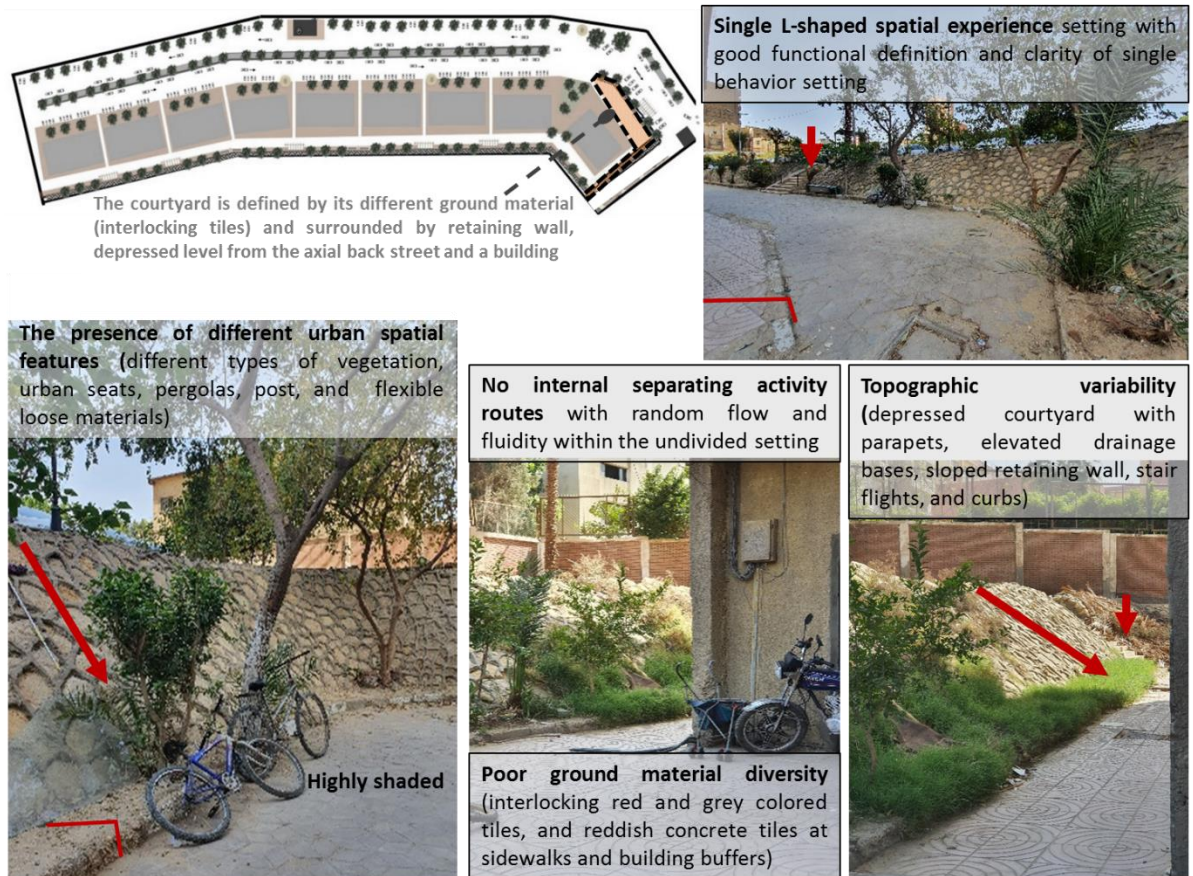 The courtyard is defined by its different ground material
(interlocking tiles) and surrounded by retaining wall,
depressed level from the axial back street and a building
Single L-shaped spatial experience setting with
good functional definition and clarity of single
behavior setting
The presence of different urban spatial
features (different types of vegetation,
urban seats, pergolas, post, and flexible
loose materials)
Highly shaded
No internal separating activity
routes with random flow and
fluidity within the undivided setting
Poor ground material diversity
(interlocking red and grey colored
tiles, and reddish concrete tiles at
sidewalks and building buffers)
Topographic variability
(depressed courtyard with
parapets, elevated drainage
bases, sloped retaining wall, stair
flights, and curbs)